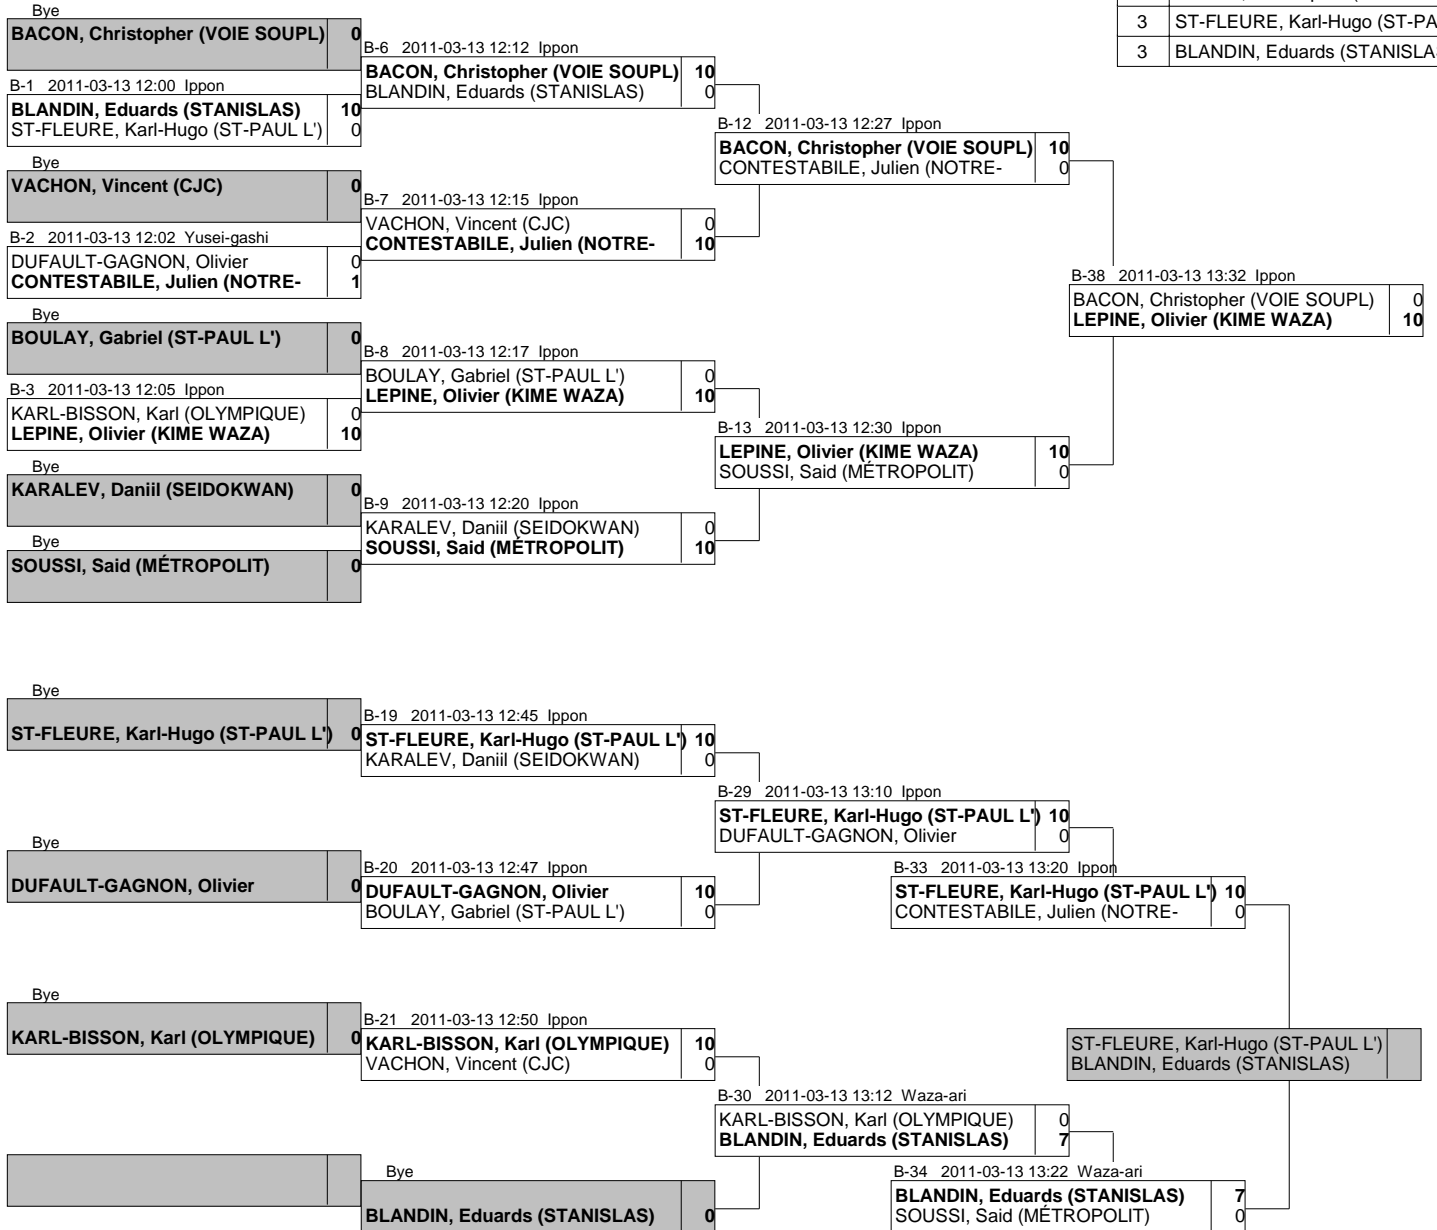 3 ST-FLEURE, Karl-Hugo (ST-PA
3 BLANDIN, Eduards (STANISLA
Bye
BACON, Christopher (VOIE SOUPL) 0
B-1 2011-03-13 12:00 Ippon
BLANDIN, Eduards (STANISLAS) 10
ST-FLEURE, Karl-Hugo (ST-PAUL L') 0
Bye
VACHON, Vincent (CJC) 0
B-2 2011-03-13 12:02 Yusei-gashi
DUFAULT-GAGNON, Olivier 0
CONTESTABILE, Julien (NOTRE- 1
Bye
BOULAY, Gabriel (ST-PAUL L') 0
B-3 2011-03-13 12:05 Ippon
KARL-BISSON, Karl (OLYMPIQUE) 0
LEPINE, Olivier (KIME WAZA) 10
Bye
KARALEV, Daniil (SEIDOKWAN) 0
Bye
SOUSSI, Said (MÉTROPOLIT) 0
B-6 2011-03-13 12:12 Ippon
BACON, Christopher (VOIE SOUPL) 10
BLANDIN, Eduards (STANISLAS) 0
B-7 2011-03-13 12:15 Ippon
VACHON, Vincent (CJC) 0
CONTESTABILE, Julien (NOTRE- 10
B-8 2011-03-13 12:17 Ippon
BOULAY, Gabriel (ST-PAUL L') 0
LEPINE, Olivier (KIME WAZA) 10
B-9 2011-03-13 12:20 Ippon
KARALEV, Daniil (SEIDOKWAN) 0
SOUSSI, Said (MÉTROPOLIT) 10
B-12 2011-03-13 12:27 Ippon
BACON, Christopher (VOIE SOUPL) 10
CONTESTABILE, Julien (NOTRE- 0
B-13 2011-03-13 12:30 Ippon
LEPINE, Olivier (KIME WAZA) 10
SOUSSI, Said (MÉTROPOLIT) 0
B-38 2011-03-13 13:32 Ippon
BACON, Christopher (VOIE SOUPL) 0
LEPINE, Olivier (KIME WAZA) 10
Bye
ST-FLEURE, Karl-Hugo (ST-PAUL L') 0
Bye
DUFAULT-GAGNON, Olivier 0
Bye
KARL-BISSON, Karl (OLYMPIQUE) 0
B-19 2011-03-13 12:45 Ippon
ST-FLEURE, Karl-Hugo (ST-PAUL L') 10
KARALEV, Daniil (SEIDOKWAN) 0
B-20 2011-03-13 12:47 Ippon
DUFAULT-GAGNON, Olivier 10
BOULAY, Gabriel (ST-PAUL L') 0
B-21 2011-03-13 12:50 Ippon
KARL-BISSON, Karl (OLYMPIQUE) 10
VACHON, Vincent (CJC) 0
Bye
BLANDIN, Eduards (STANISLAS) 0
B-29 2011-03-13 13:10 Ippon
ST-FLEURE, Karl-Hugo (ST-PAUL L') 10
DUFAULT-GAGNON, Olivier 0
B-30 2011-03-13 13:12 Waza-ari
KARL-BISSON, Karl (OLYMPIQUE) 0
BLANDIN, Eduards (STANISLAS) 7
B-33 2011-03-13 13:20 Ippon
ST-FLEURE, Karl-Hugo (ST-PAUL L') 10
CONTESTABILE, Julien (NOTRE- 0
B-34 2011-03-13 13:22 Waza-ari
BLANDIN, Eduards (STANISLAS) 7
SOUSSI, Said (MÉTROPOLIT) 0
ST-FLEURE, Karl-Hugo (ST-PAUL L')
BLANDIN, Eduards (STANISLAS)